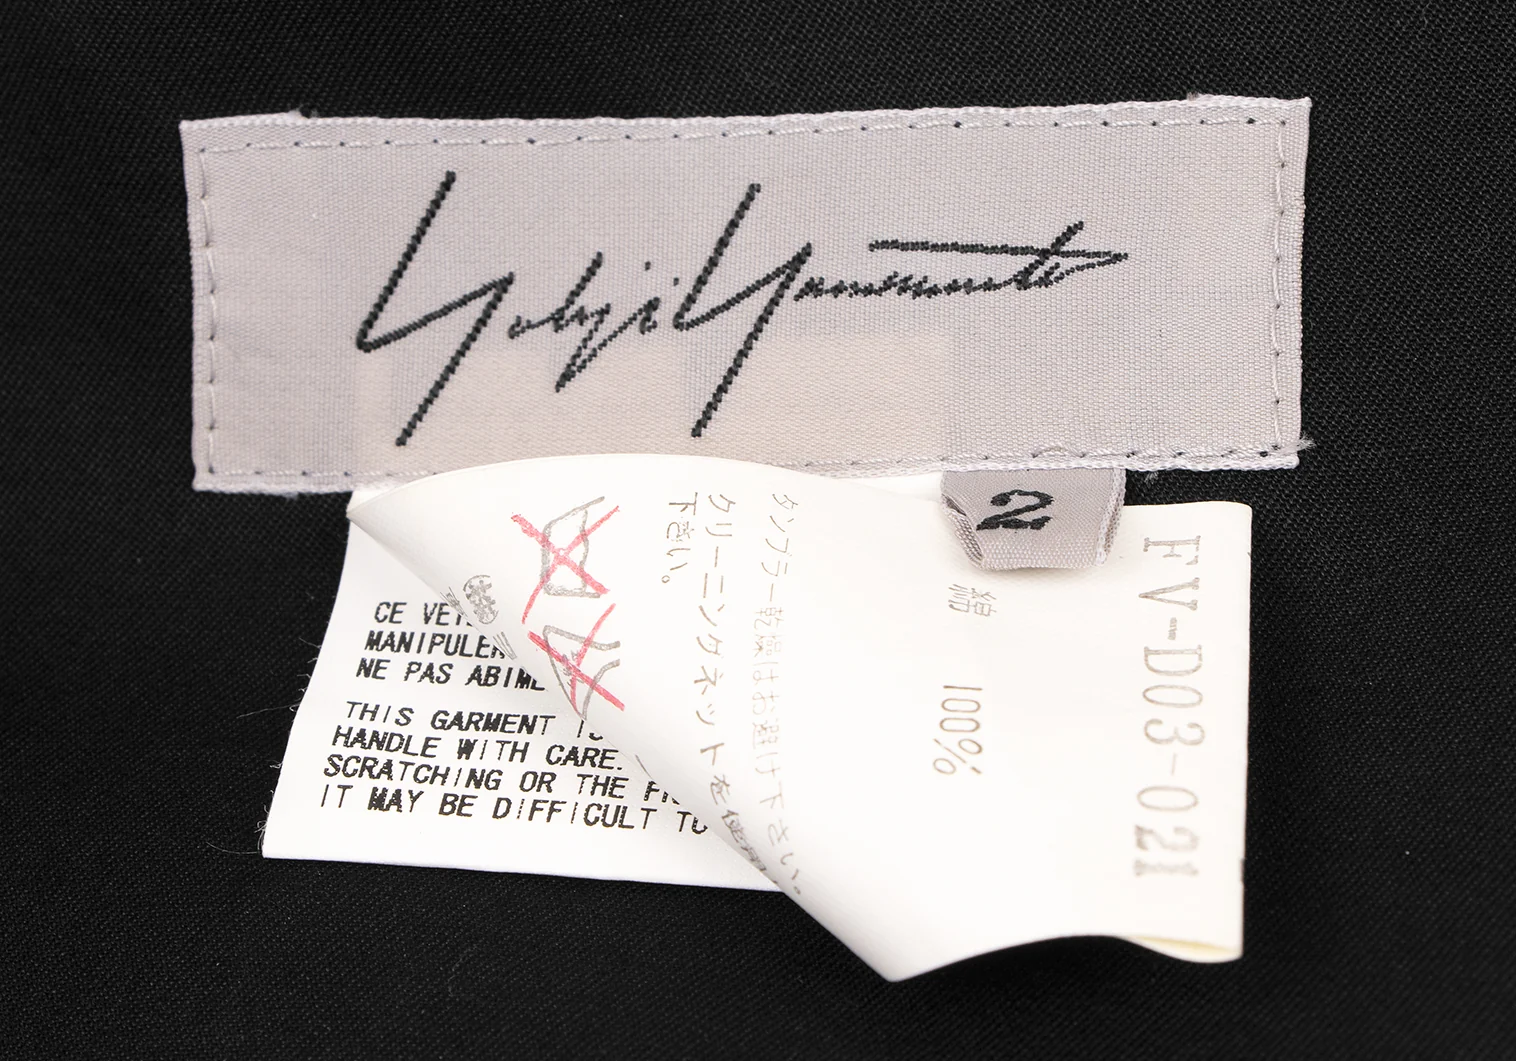 Yohji Yamamoto
2
FV-D03-021
綿 100%
タンブラー乾燥はお避け下さい。
クリーニングネットを使用
下さい。
CE
MANIPULER
NE PAS
THIS GARMENT
HANDLE WITH CARE.
SCRATCHING OR THE
IT MAY BE DIFFICULT TO